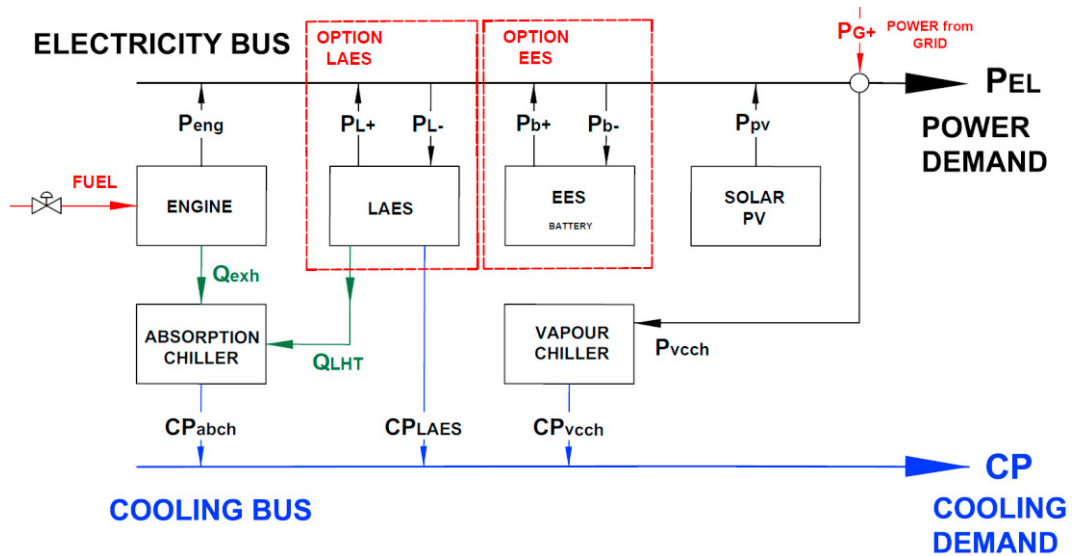 ELECTRICITY BUS
OPTION
LAES
OPTION
EES
PG+
POWER from
GRID
PEL
POWER
DEMAND
Peng
PL+
PL-
Pb+
Pb-
Ppv
FUEL
ENGINE
LAES
EES
BATTERY
SOLAR
PV
Qexh
ABSORPTION
CHILLER
QLHT
VAPOUR
CHILLER
Pvcch
CPabch
CPLAES
CPvcch
CP
COOLING
DEMAND
COOLING BUS